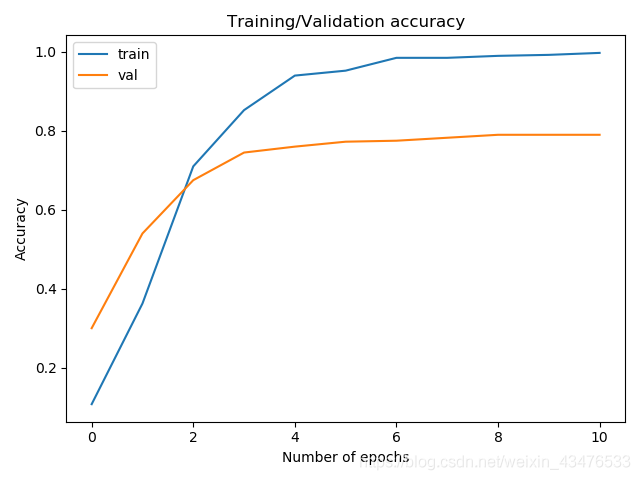 Training/Validation accuracy
train
val
Accuracy
1.0
0.8
0.6
0.4
0.2
0 2 4 6 8 10
Number of epochs
https://blog.csdn.net/weixin_43476533